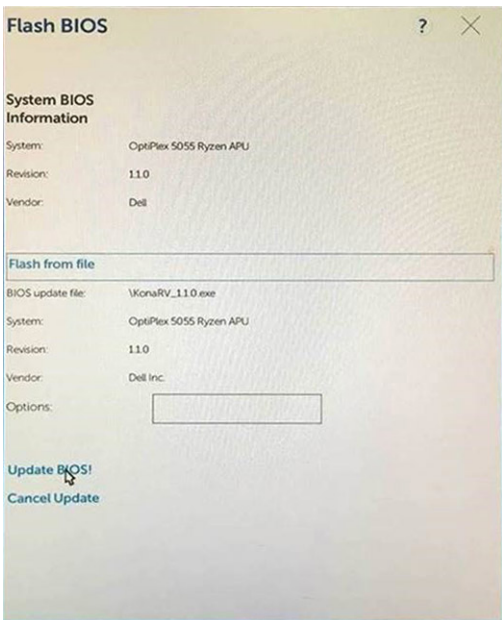 Flash BIOS ?
System BIOS
Information
System: OptiPlex 5055 Ryzen APU
Revision: 1.1.0
Vendor: Dell
Flash from file
BIOS update file: \KonaRV_1.1.0.exe
System: OptiPlex 5055 Ryzen APU
Revision: 1.1.0
Vendor: Dell Inc.
Options:
Update BIOS!
Cancel Update